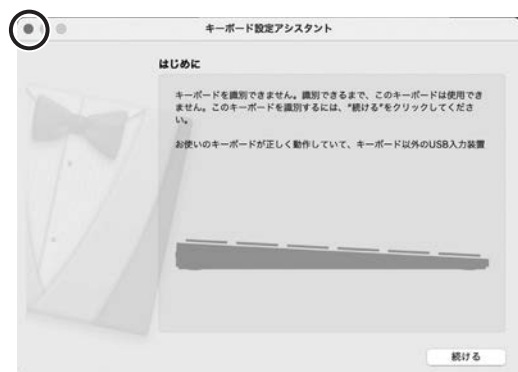 キーボード設定アシスタント
はじめに
キーボードを識別できません。識別できるまで、このキーボードは使用でき
ません。このキーボードを識別するには、"続ける"をクリックしてくださ
い。
お使いのキーボードが正しく動作していて、キーボード以外のUSB入力装置
続ける